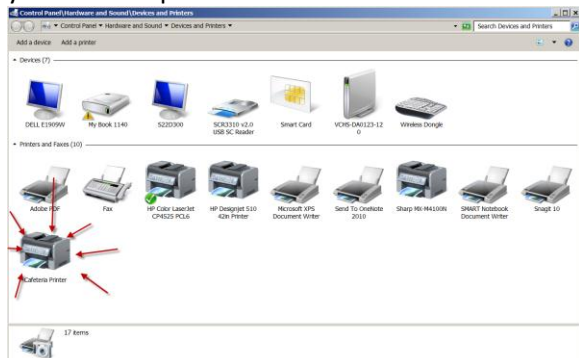 Control Panel\Hardware and Sound\Devices and Printers
Control Panel Hardware and Sound Devices and Printers
Search Devices and Printers
Add a device Add a printer
Devices (7)
DELL E1909W
My Book 1140
S22D300
SCR3310 v2.0
USB SC Reader
Smart Card
VCHS-DA0123-12
0
Wireless Dongle
Printers and Faxes (10)
Adobe PDF
Fax
HP Color LaserJet
CP4525 PCL6
HP Designjet 510
42in Printer
Microsoft XPS
Document Writer
Send To OneNote
2010
Sharp MX-M4100N
SMART Notebook
Document Writer
Snagit 10
Cafeteria Printer
17 items